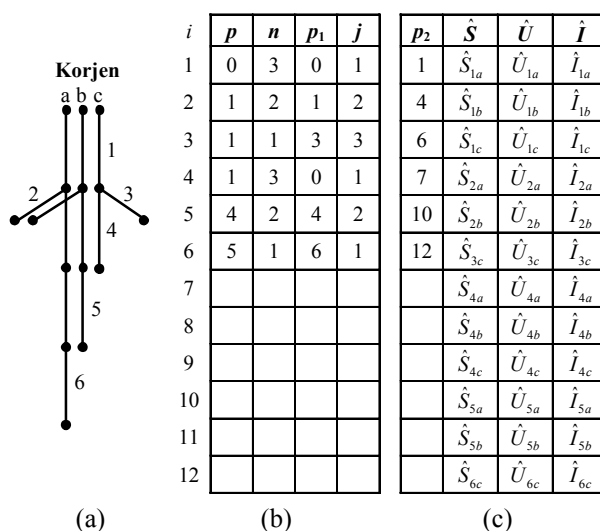 i p n p₁ j p₂ Ŝ Û Î
Korjen
a b c
1 0 3 0 1 1 Ŝ₁ₐ Û₁ₐ Î₁ₐ
2 1 2 1 2 4 Ŝ₁b Û₁b Î₁b
3 1 1 3 3 6 Ŝ₁c Û₁c Î₁c
4 1 3 0 1 7 Ŝ₂ₐ Û₂ₐ Î₂ₐ
5 4 2 4 2 10 Ŝ₂b Û₂b Î₂b
6 5 1 6 1 12 Ŝ₃c Û₃c Î₃c
7 Ŝ₄ₐ Û₄ₐ Î₄ₐ
8 Ŝ₄b Û₄b Î₄b
9 Ŝ₄c Û₄c Î₄c
10 Ŝ₅ₐ Û₅ₐ Î₅ₐ
11 Ŝ₅b Û₅b Î₅b
12 Ŝ₆c Û₆c Î₆c
1
2 3
4
5
6
(a) (b) (c)